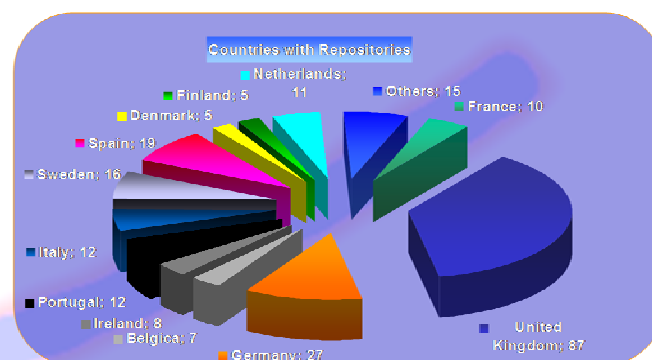 Countries with Repositories
Netherlands:
11
Others: 15
Finland: 5
France: 10
Denmark: 5
Spain: 19
Sweden: 16
Italy: 12
Portugal: 12
Ireland: 8
Belgica: 7
Germany: 27
United
Kingdom: 87